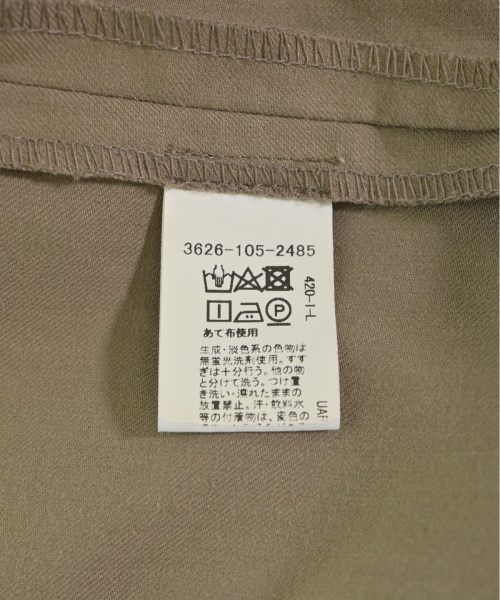 3626-105-2485
420-I-L
P
あて布使用
生成・淡色系の色物は
無蛍光洗剤使用。すす
ぎは十分行う。他の物
と分けて洗う。つけ置
き洗い・濡れたままの
放置禁止。汗・飲料水
等の付着物は、変色の
UAF